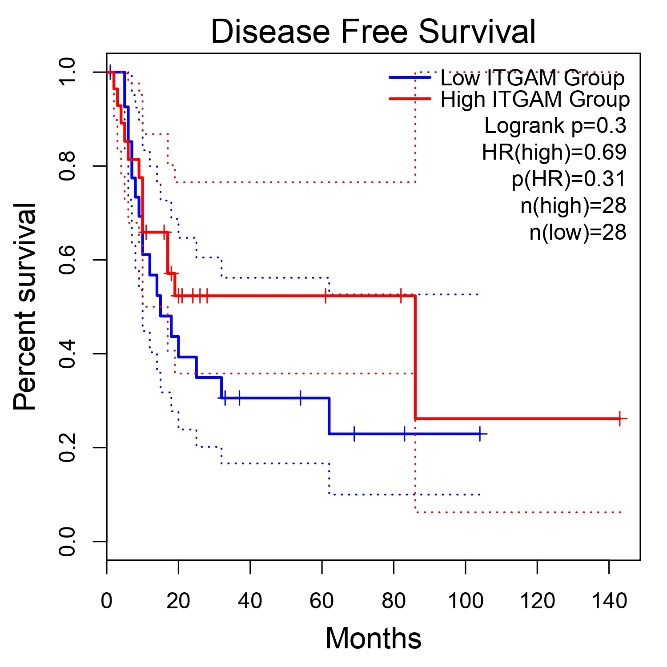 Disease Free Survival
Low ITGAM Group
High ITGAM Group
Logrank p=0.3
HR(high)=0.69
p(HR)=0.31
n(high)=28
n(low)=28
Percent survival
1.0
0.8
0.6
0.4
0.2
0.0
0 20 40 60 80 100 120 140
Months